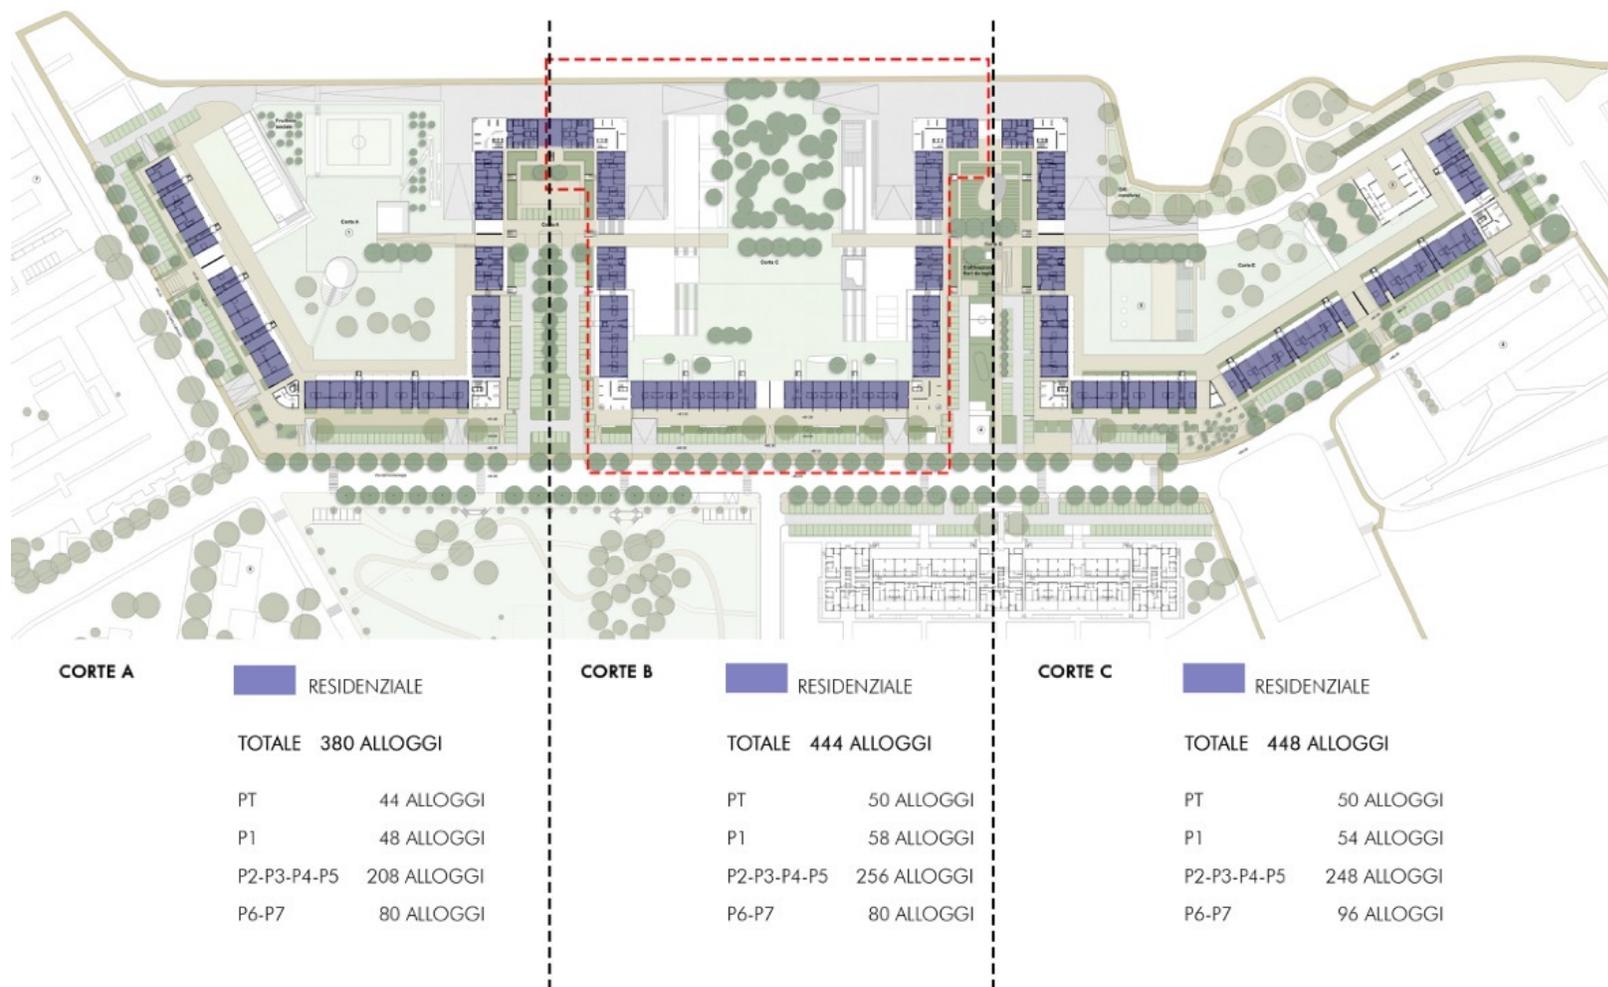 Corte A
Corte C
Corte E
CORTE A
RESIDENZIALE
TOTALE 380 ALLOGGI
PT 44 ALLOGGI
P1 48 ALLOGGI
P2-P3-P4-P5 208 ALLOGGI
P6-P7 80 ALLOGGI
CORTE B
RESIDENZIALE
TOTALE 444 ALLOGGI
PT 50 ALLOGGI
P1 58 ALLOGGI
P2-P3-P4-P5 256 ALLOGGI
P6-P7 80 ALLOGGI
CORTE C
RESIDENZIALE
TOTALE 448 ALLOGGI
PT 50 ALLOGGI
P1 54 ALLOGGI
P2-P3-P4-P5 248 ALLOGGI
P6-P7 96 ALLOGGI